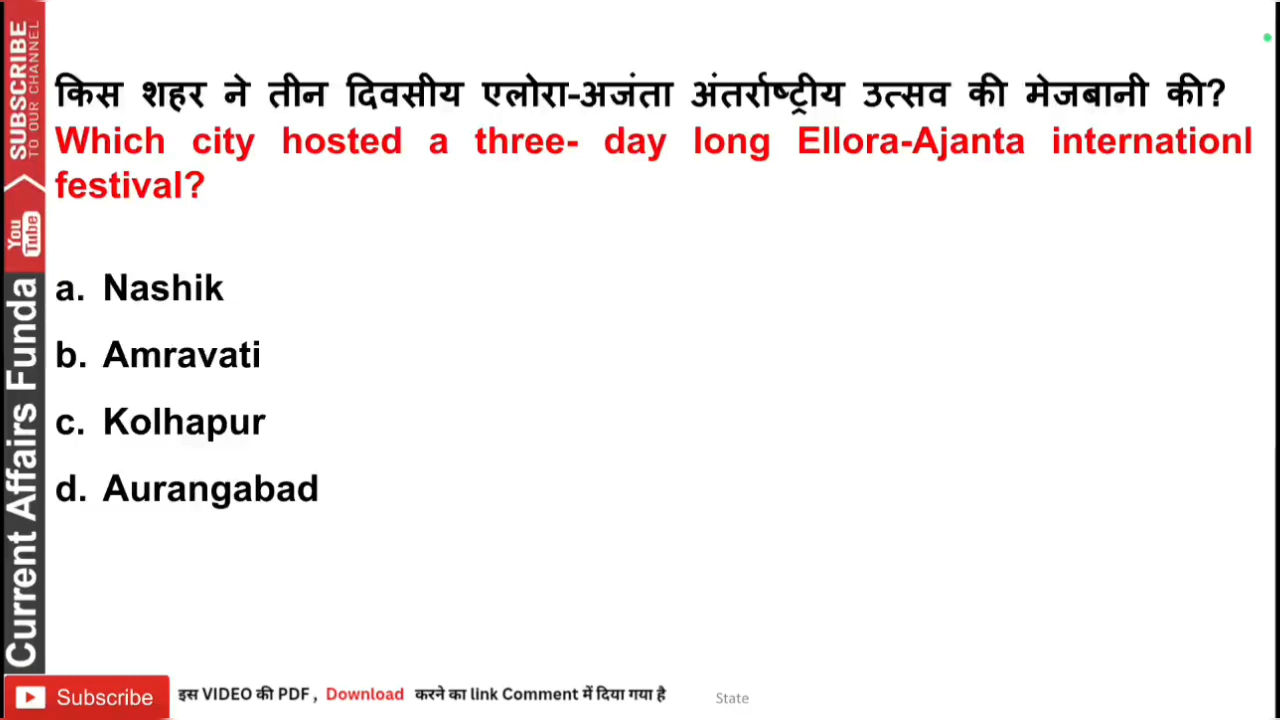 किस शहर ने तीन दिवसीय एलोरा-अजंता अंतर्राष्ट्रीय उत्सव की मेजबानी की?
Which city hosted a three- day long Ellora-Ajanta internationl
festival?
a. Nashik
b. Amravati
c. Kolhapur
d. Aurangabad
SUBSCRIBE
TO OUR CHANNEL
You
Tube
Current Affairs Funda
Subscribe
इस VIDEO की PDF , Download करने का link Comment में दिया गया है
State